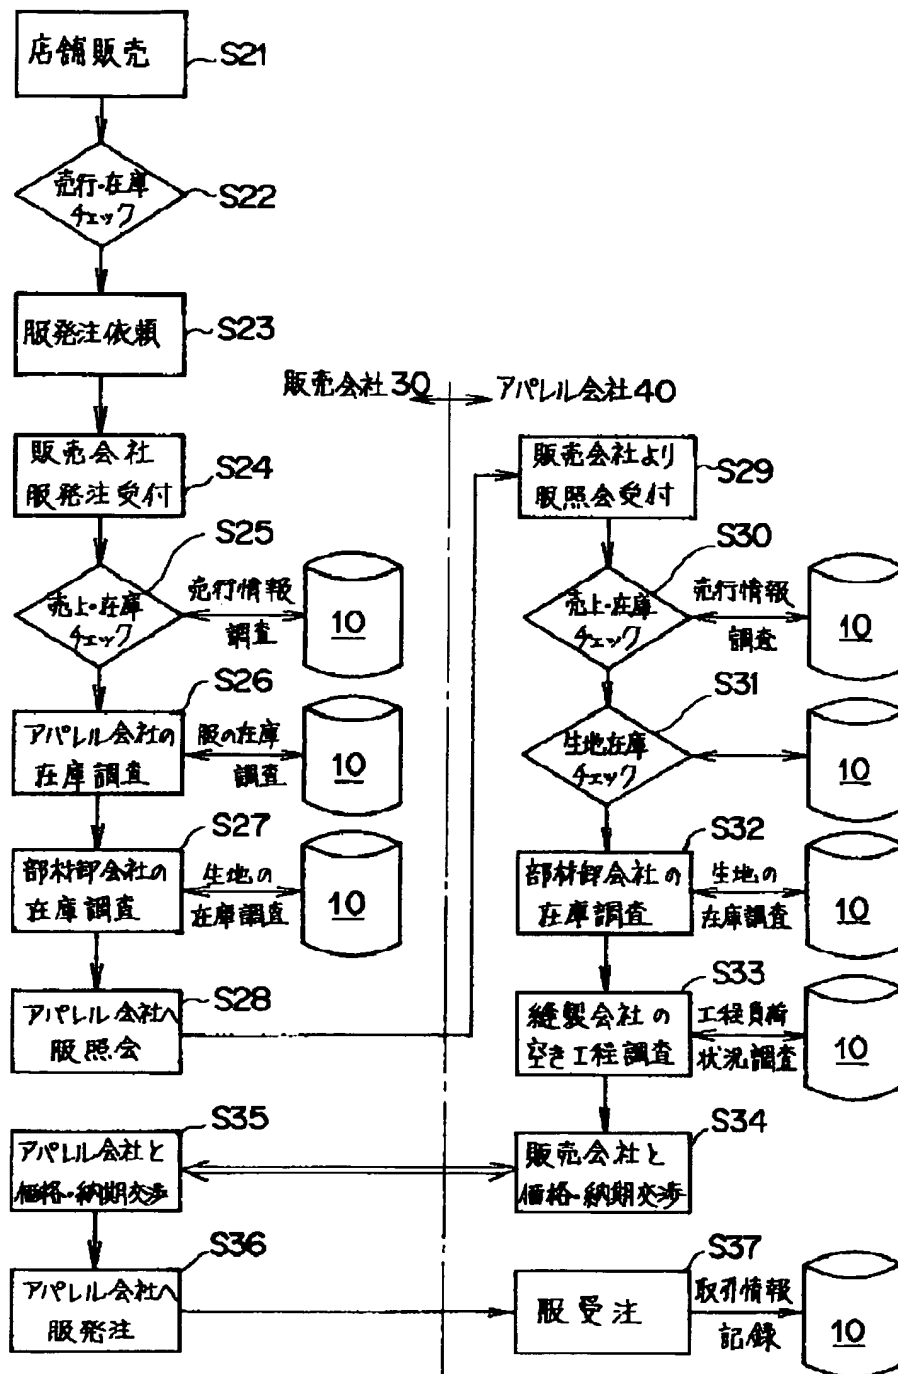 店舗販売
S21
売行・在庫
チェック
S22
服発注依頼
S23
販売会社30
アパレル会社40
販売会社
服発注受付
S24
S25
売上・在庫
チェック
売行情報
調査
10
S26
アパレル会社の
在庫調査
服の在庫
調査
10
S27
部材卸会社の
在庫調査
生地の
在庫調査
10
S28
アパレル会社へ
服照会
販売会社より
服照会受付
S29
S30
売上・在庫
チェック
売行情報
調査
10
S31
生地在庫
チェック
10
S32
部材卸会社の
在庫調査
生地の
在庫調査
10
S33
縫製会社の
空き工程調査
工程負荷
状況調査
10
S35
アパレル会社と
価格・納期交渉
S34
販売会社と
価格・納期交渉
S36
アパレル会社へ
服発注
S37
服受注
取引情報
記録
10